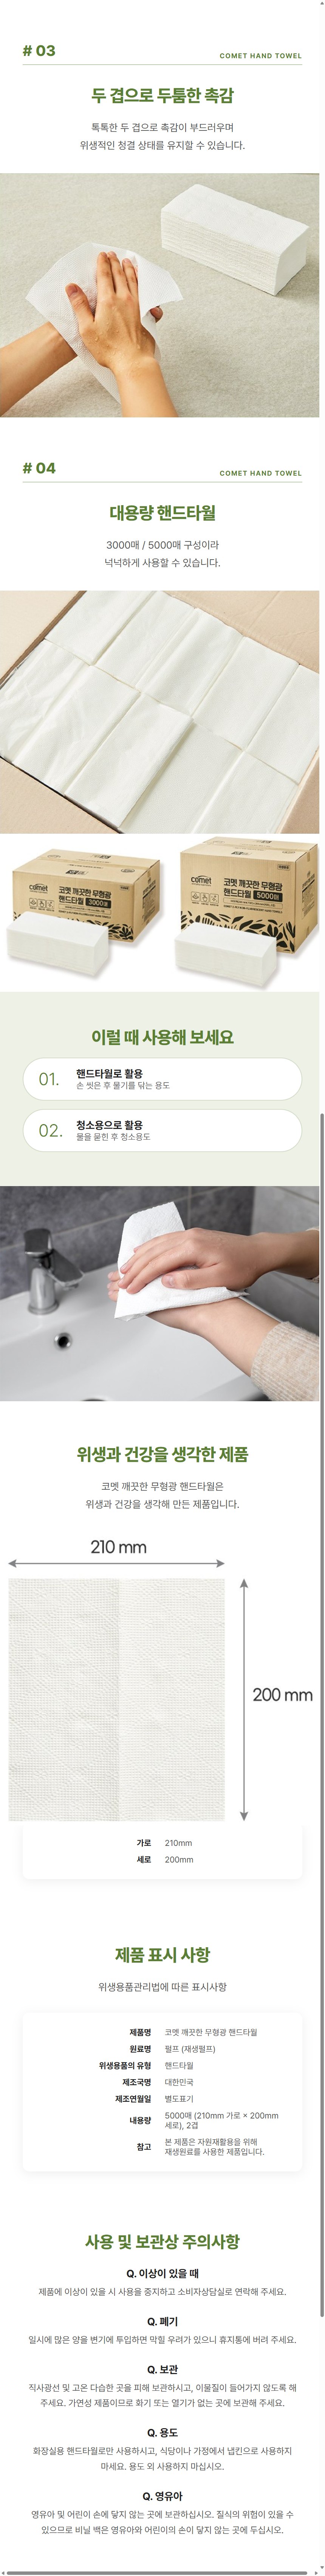 # 03
COMET HAND TOWEL
두 겹으로 두툼한 촉감
톡톡한 두 겹으로 촉감이 부드러우며
위생적인 청결 상태를 유지할 수 있습니다.
# 04
COMET HAND TOWEL
대용량 핸드타월
3000매 / 5000매 구성이라
넉넉하게 사용할 수 있습니다.
comet
코멧 깨끗한 무형광
핸드타월 3000매
comet
코멧 깨끗한 무형광
핸드타월 5000매
이럴 때 사용해 보세요
01.
핸드타월로 활용
손 씻은 후 물기를 닦는 용도
02.
청소용으로 활용
물을 묻힌 후 청소용도
위생과 건강을 생각한 제품
코멧 깨끗한 무형광 핸드타월은
위생과 건강을 생각해 만든 제품입니다.
210 mm
200 mm
가로 210mm
세로 200mm
제품 표시 사항
위생용품관리법에 따른 표시사항
제품명 코멧 깨끗한 무형광 핸드타월
원료명 펄프 (재생펄프)
위생용품의 유형 핸드타월
제조국명 대한민국
제조연월일 별도표기
내용량 5000매 (210mm 가로 × 200mm
세로), 2겹
참고 본 제품은 자원재활용을 위해
재생원료를 사용한 제품입니다.
사용 및 보관상 주의사항
Q. 이상이 있을 때
제품에 이상이 있을 시 사용을 중지하고 소비자상담실로 연락해 주세요.
Q. 폐기
일시에 많은 양을 변기에 투입하면 막힐 우려가 있으니 휴지통에 버려 주세요.
Q. 보관
직사광선 및 고온 다습한 곳을 피해 보관하시고, 이물질이 들어가지 않도록 해
주세요. 가연성 제품이므로 화기 또는 열기가 없는 곳에 보관해 주세요.
Q. 용도
화장실용 핸드타월로만 사용하시고, 식당이나 가정에서 냅킨으로 사용하지
마세요. 용도 외 사용하지 마십시오.
Q. 영유아
영유아 및 어린이 손에 닿지 않는 곳에 보관하십시오. 질식의 위험이 있을 수
있으므로 비닐 백은 영유아와 어린이의 손이 닿지 않는 곳에 두십시오.